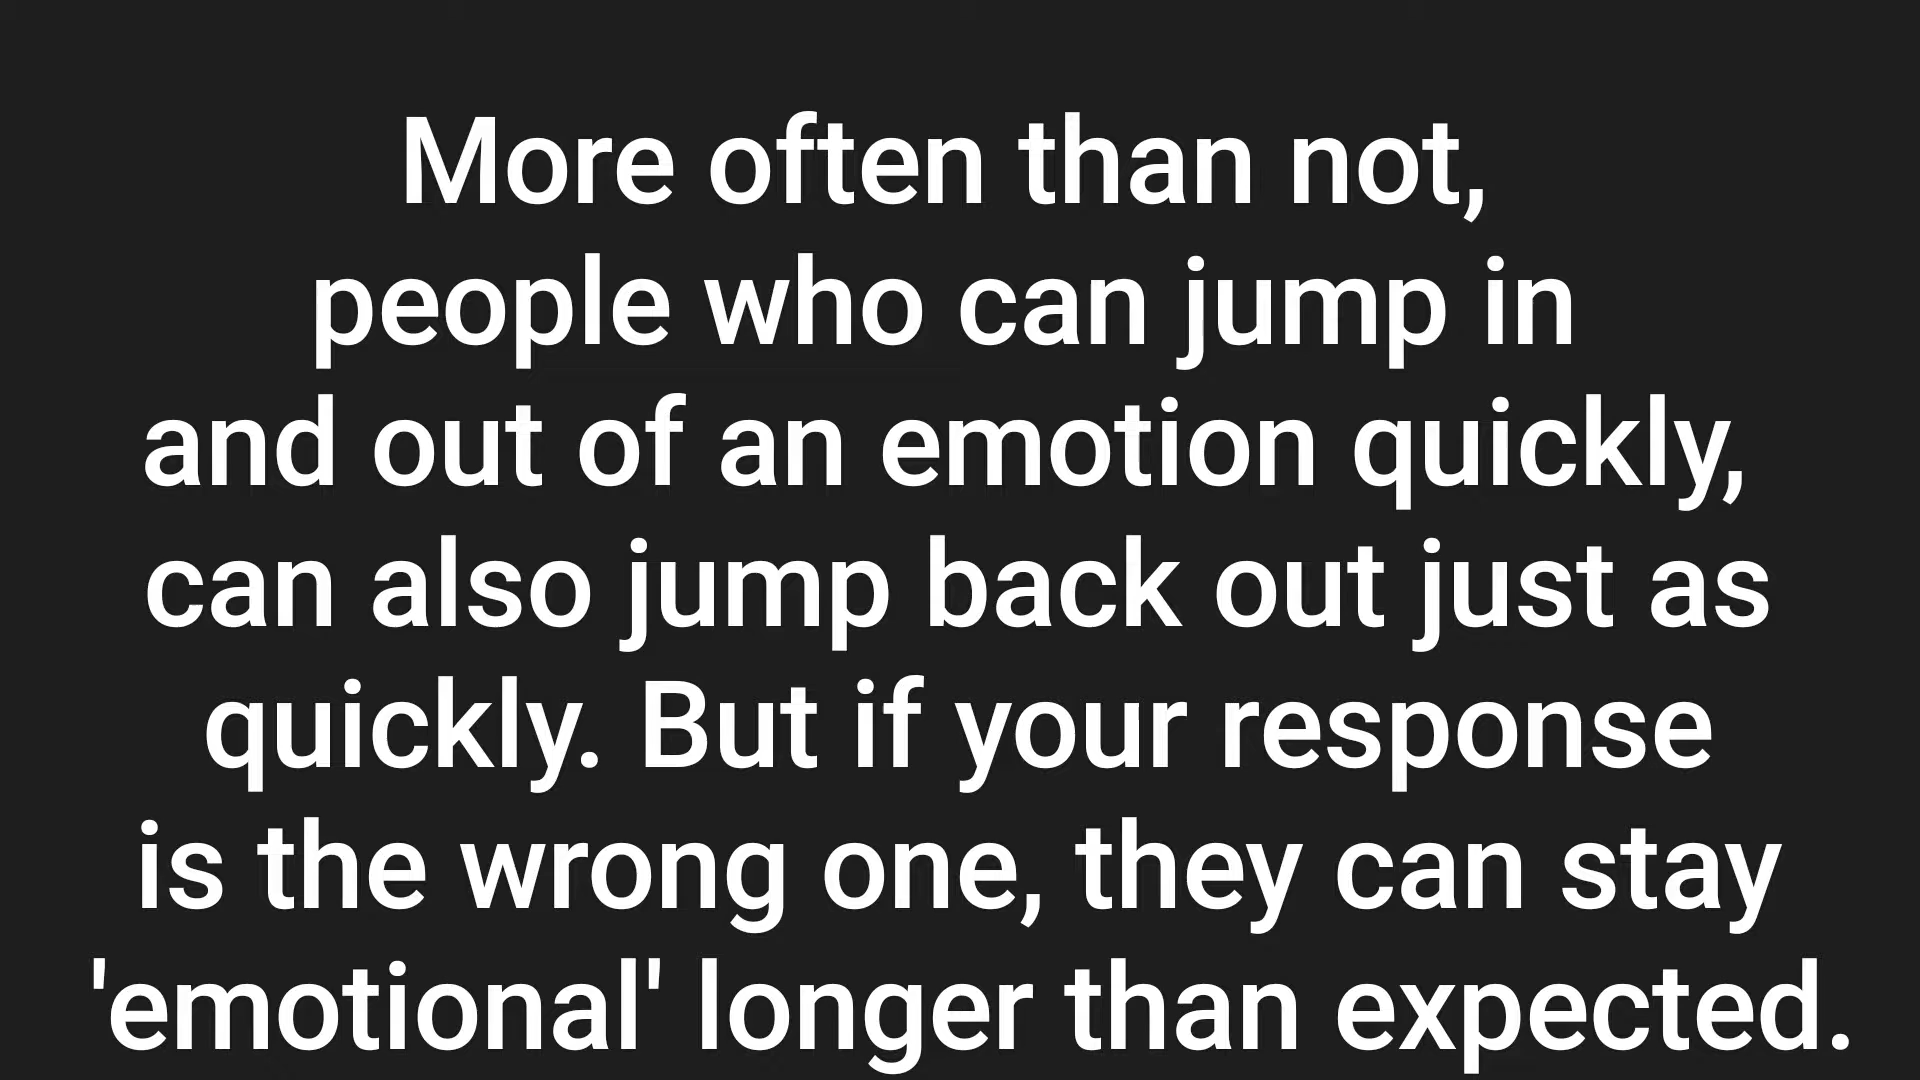 More often than not,
people who can jump in
and out of an emotion quickly,
can also jump back out just as
quickly. But if your response
is the wrong one, they can stay
'emotional' longer than expected.